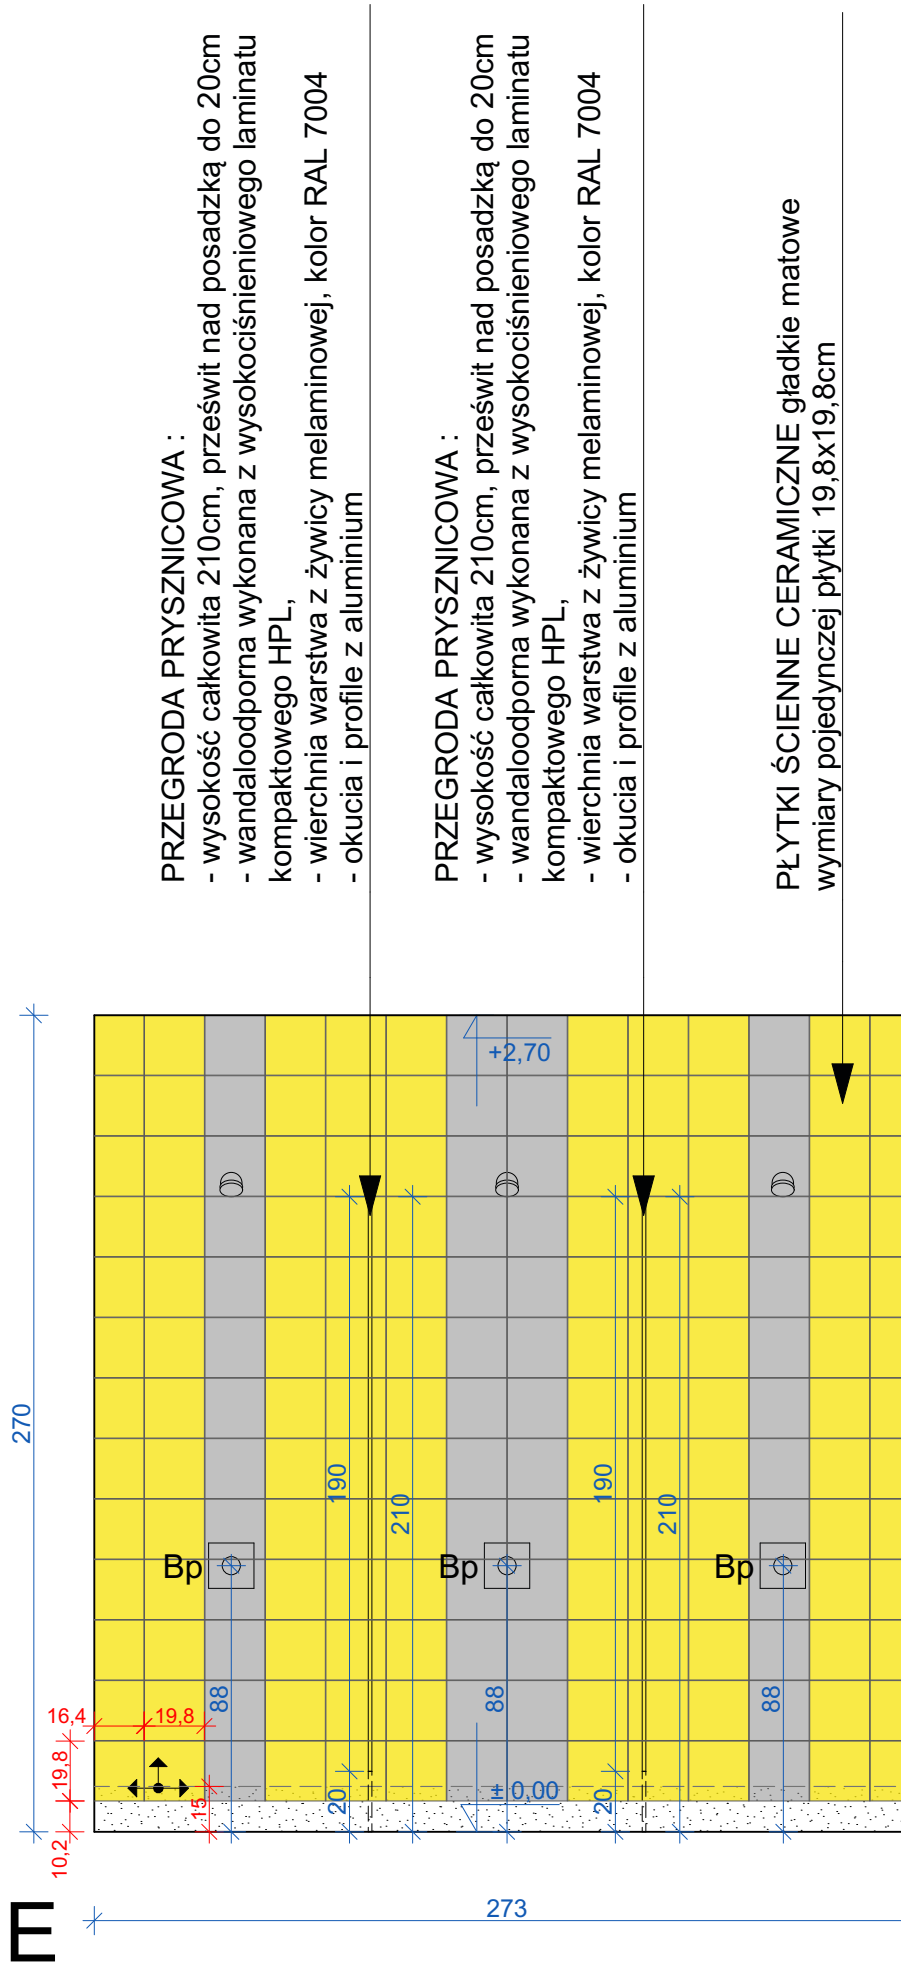 PRZEGRODA PRYSZNICOWA :
- wysokość całkowita 210cm, prześwit nad posadzką do 20cm
- wandaloodporna wykonana z wysokociśnieniowego laminatu
kompaktowego HPL,
- wierchnia warstwa z żywicy melaminowej, kolor RAL 7004
- okucia i profile z aluminium
PRZEGRODA PRYSZNICOWA :
- wysokość całkowita 210cm, prześwit nad posadzką do 20cm
- wandaloodporna wykonana z wysokociśnieniowego laminatu
kompaktowego HPL,
- wierchnia warstwa z żywicy melaminowej, kolor RAL 7004
- okucia i profile z aluminium
PŁYTKI ŚCIENNE CERAMICZNE gładkie matowe
wymiary pojedynczej płytki 19,8x19,8cm
+2,70
270
190
210
190
210
Bp
Bp
Bp
88
88
88
16,4
19,8
19,8
15
10,2
20
± 0,00
20
273
E